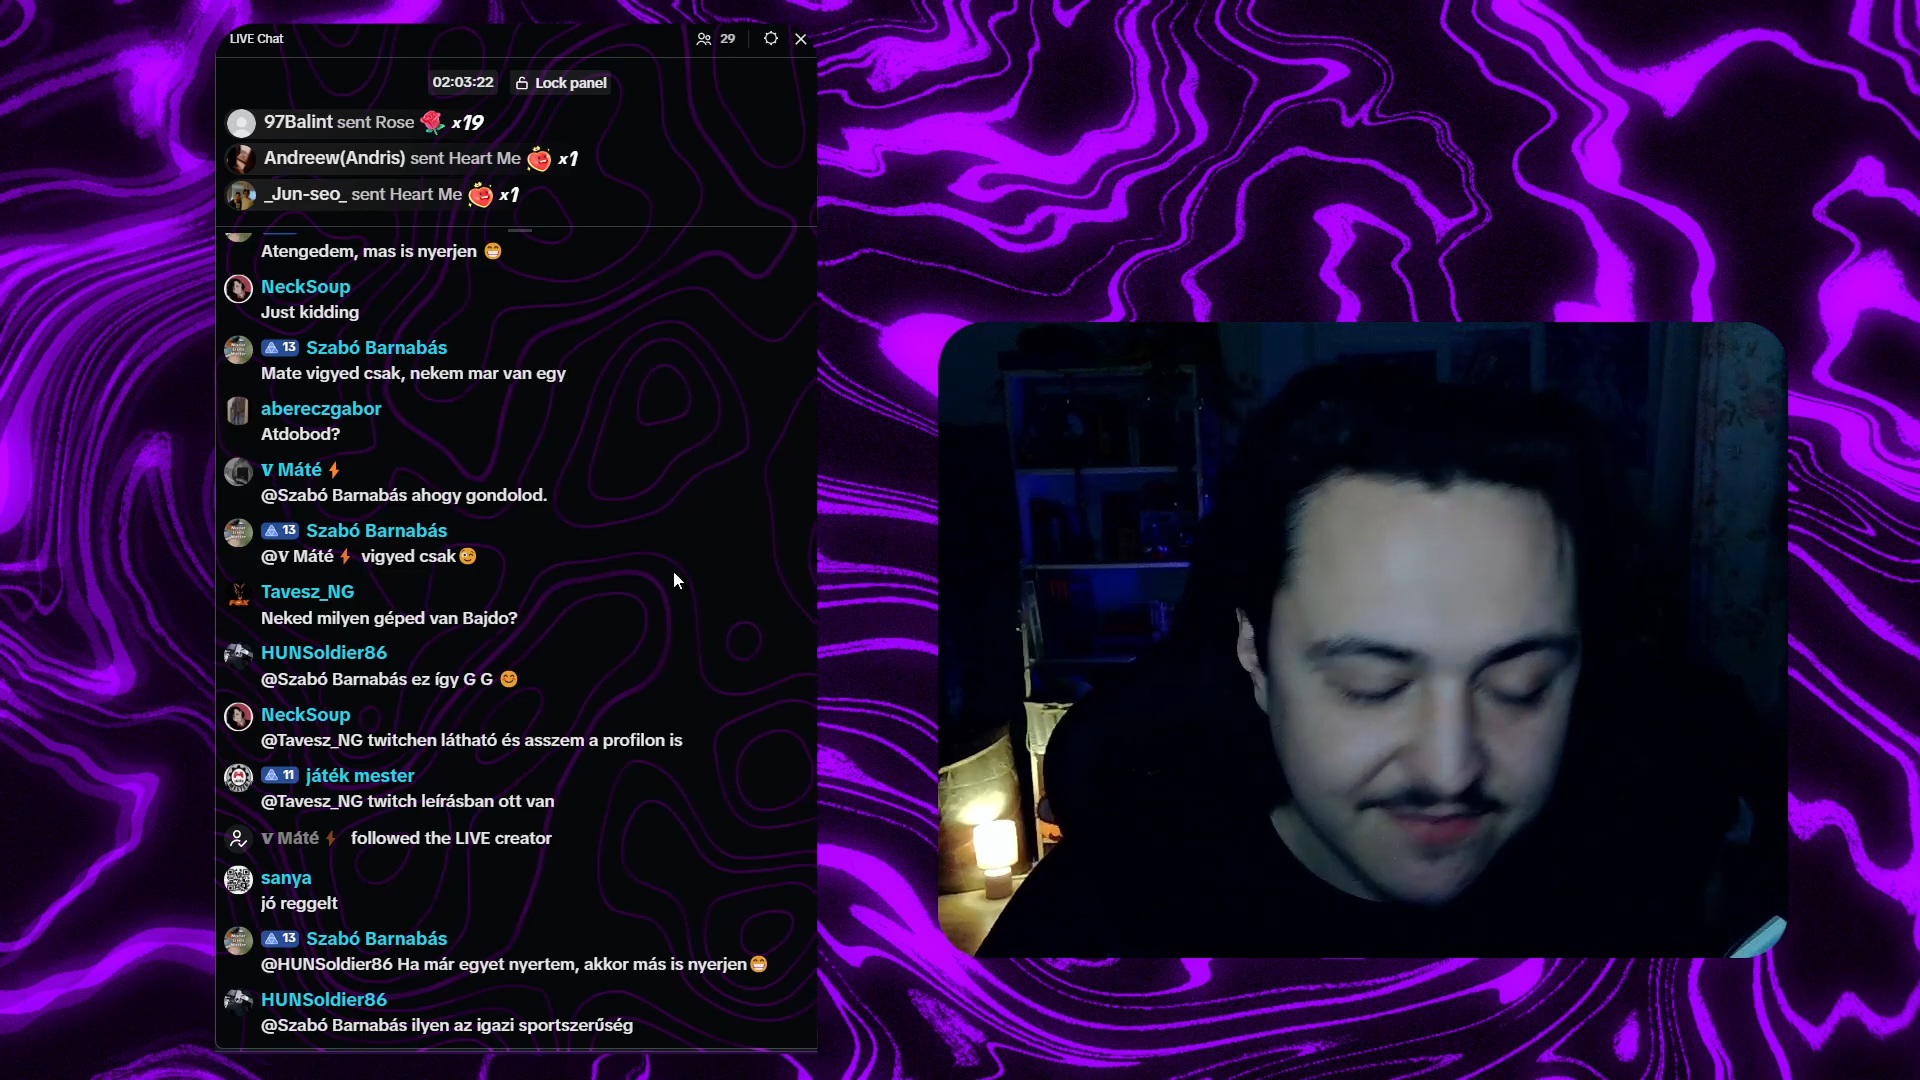 LIVE Chat
29
02:03:22
Lock panel
97Balint sent Rose x19
Andreew(Andris) sent Heart Me x1
_Jun-seo_ sent Heart Me x1
Atengedem, mas is nyerjen 😁
NeckSoup
Just kidding
13 Szabó Barnabás
Mate vigyed csak, nekem mar van egy
abereczgabor
Atdobod?
V Máté⚡
@Szabó Barnabás ahogy gondolod.
13 Szabó Barnabás
@V Máté⚡ vigyed csak😉
Tavesz_NG
Neked milyen géped van Bajdo?
HUNSoldier86
@Szabó Barnabás ez így G G 😊
NeckSoup
@Tavesz_NG twitchen látható és asszem a profilon is
11 játék mester
@Tavesz_NG twitch leírásban ott van
V Máté⚡ followed the LIVE creator
sanya
jó reggelt
13 Szabó Barnabás
@HUNSoldier86 Ha már egyet nyertem, akkor más is nyerjen😁
HUNSoldier86
@Szabó Barnabás ilyen az igazi sportszerűség